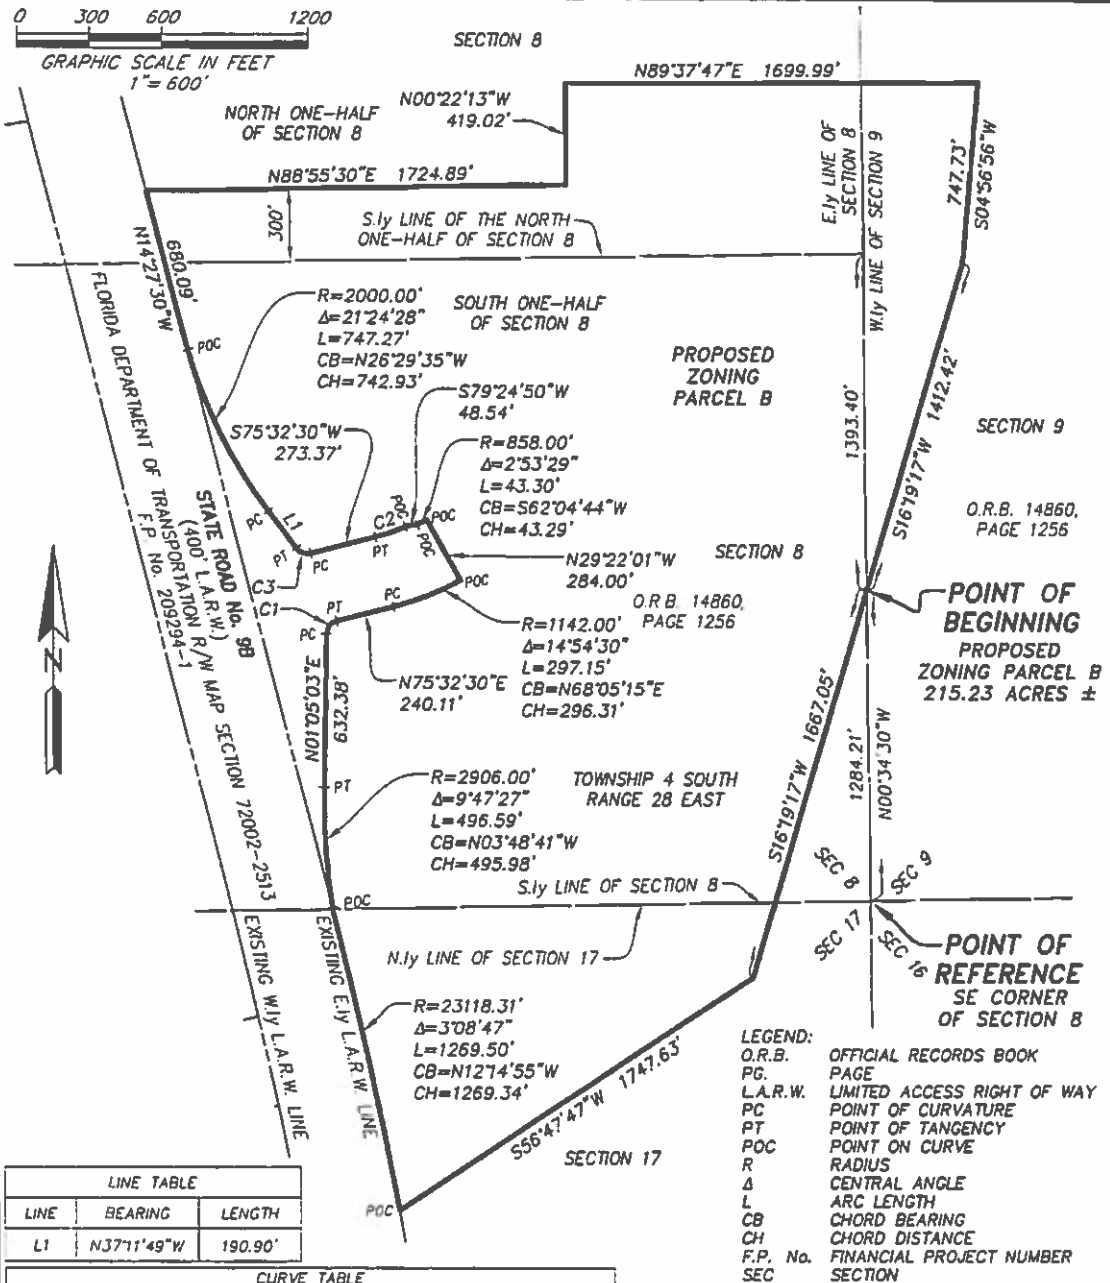 0 300 600 1200
GRAPHIC SCALE IN FEET
1"= 600'
SECTION 8
N89°37'47"E 1699.99'
N00°22'13"W
419.02'
NORTH ONE-HALF
OF SECTION 8
N88°55'30"E 1724.89'
300'
S.ly LINE OF THE NORTH
ONE-HALF OF SECTION 8
E.ly LINE OF
SECTION 8
W.ly LINE OF SECTION 9
747.73'
S04°56'56"W
680.09'
N14°27'30"W
POC
R=2000.00'
Δ=21°24'28"
L=747.27'
CB=N26°29'35"W
CH=742.93'
SOUTH ONE-HALF
OF SECTION 8
PROPOSED
ZONING
PARCEL B
S79°24'50"W
48.54'
S75°32'30"W
273.37'
R=858.00'
Δ=2°53'29"
L=43.30'
CB=S62°04'44"W
CH=43.29'
1393.40'
S16°19'17"W 1412.42'
SECTION 9
O.R.B. 14860,
PAGE 1256
PC
L1
PT
PC
C3
C2
PT
POC
POC
POC
N29°22'01"W
284.00'
POC
SECTION 8
O.R.B. 14860,
PAGE 1256
C1
PT
PC
PC
N75°32'30"E
240.11'
R=1142.00'
Δ=14°54'30"
L=297.15'
CB=N68°05'15"E
CH=296.31'
POINT OF
BEGINNING
PROPOSED
ZONING PARCEL B
215.23 ACRES ±
FLORIDA DEPARTMENT OF TRANSPORTATION R/W MAP SECTION 72002-2513
F.P. No. 209294-1
STATE ROAD No. 9B
(400' L.A.R.W.)
N
N01°05'03"E
632.38'
PT
R=2906.00'
Δ=9°47'27"
L=496.59'
CB=N03°48'41"W
CH=495.98'
TOWNSHIP 4 SOUTH
RANGE 28 EAST
S16°19'17"W 1667.05'
1284.21'
N00°34'30"W
S.ly LINE OF SECTION 8
SEC 8
SEC 9
SEC 17
SEC 16
POC
N.ly LINE OF SECTION 17
POINT OF
REFERENCE
SE CORNER
OF SECTION 8
EXISTING W.ly L.A.R.W. LINE
EXISTING E.ly L.A.R.W. LINE
R=23118.31'
Δ=3°08'47"
L=1269.50'
CB=N12°14'55"W
CH=1269.34'
S56°47'47"W 1747.63'
SECTION 17
POC
LEGEND:
O.R.B. OFFICIAL RECORDS BOOK
PG. PAGE
L.A.R.W. LIMITED ACCESS RIGHT OF WAY
PC POINT OF CURVATURE
PT POINT OF TANGENCY
POC POINT ON CURVE
R RADIUS
Δ CENTRAL ANGLE
L ARC LENGTH
CB CHORD BEARING
CH CHORD DISTANCE
F.P. No. FINANCIAL PROJECT NUMBER
SEC SECTION
LINE TABLE
LINE BEARING LENGTH
L1 N37°11'49"W 190.90'
CURVE TABLE